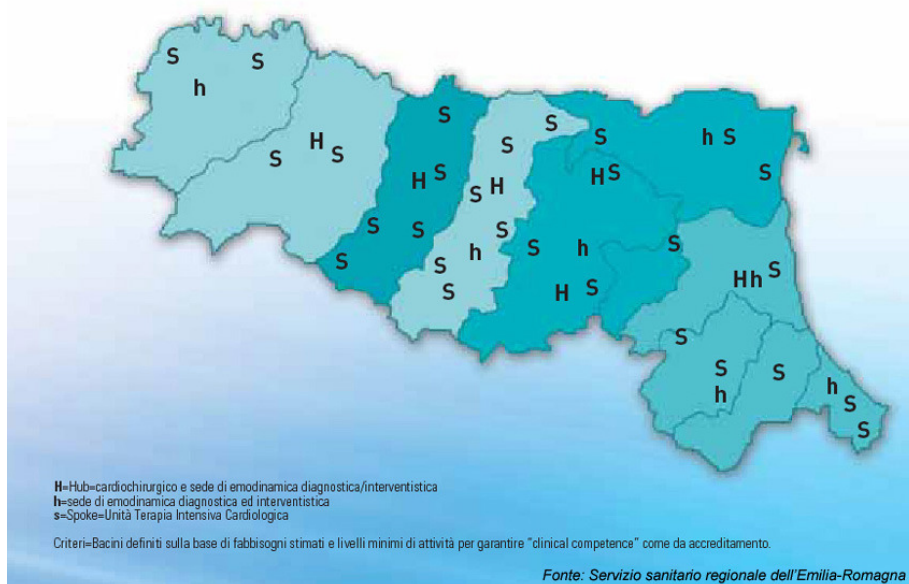 S S
h
S
H S S
S S
S H S
H S S H
S S
S h
S S S
S S
h S
S
H S
S h
H S
S
H h S
S
S
h
S
h S
S
H=Hub=cardiochirurgico e sede di emodinamica diagnostica/interventistica
h=sede di emodinamica diagnostica ed interventistica
s=Spoke=Unità Terapia Intensiva Cardiologica
Criteri=Bacini definiti sulla base di fabbisogni stimati e livelli minimi di attività per garantire "clinical competence" come da accreditamento.
Fonte: Servizio sanitario regionale dell'Emilia-Romagna